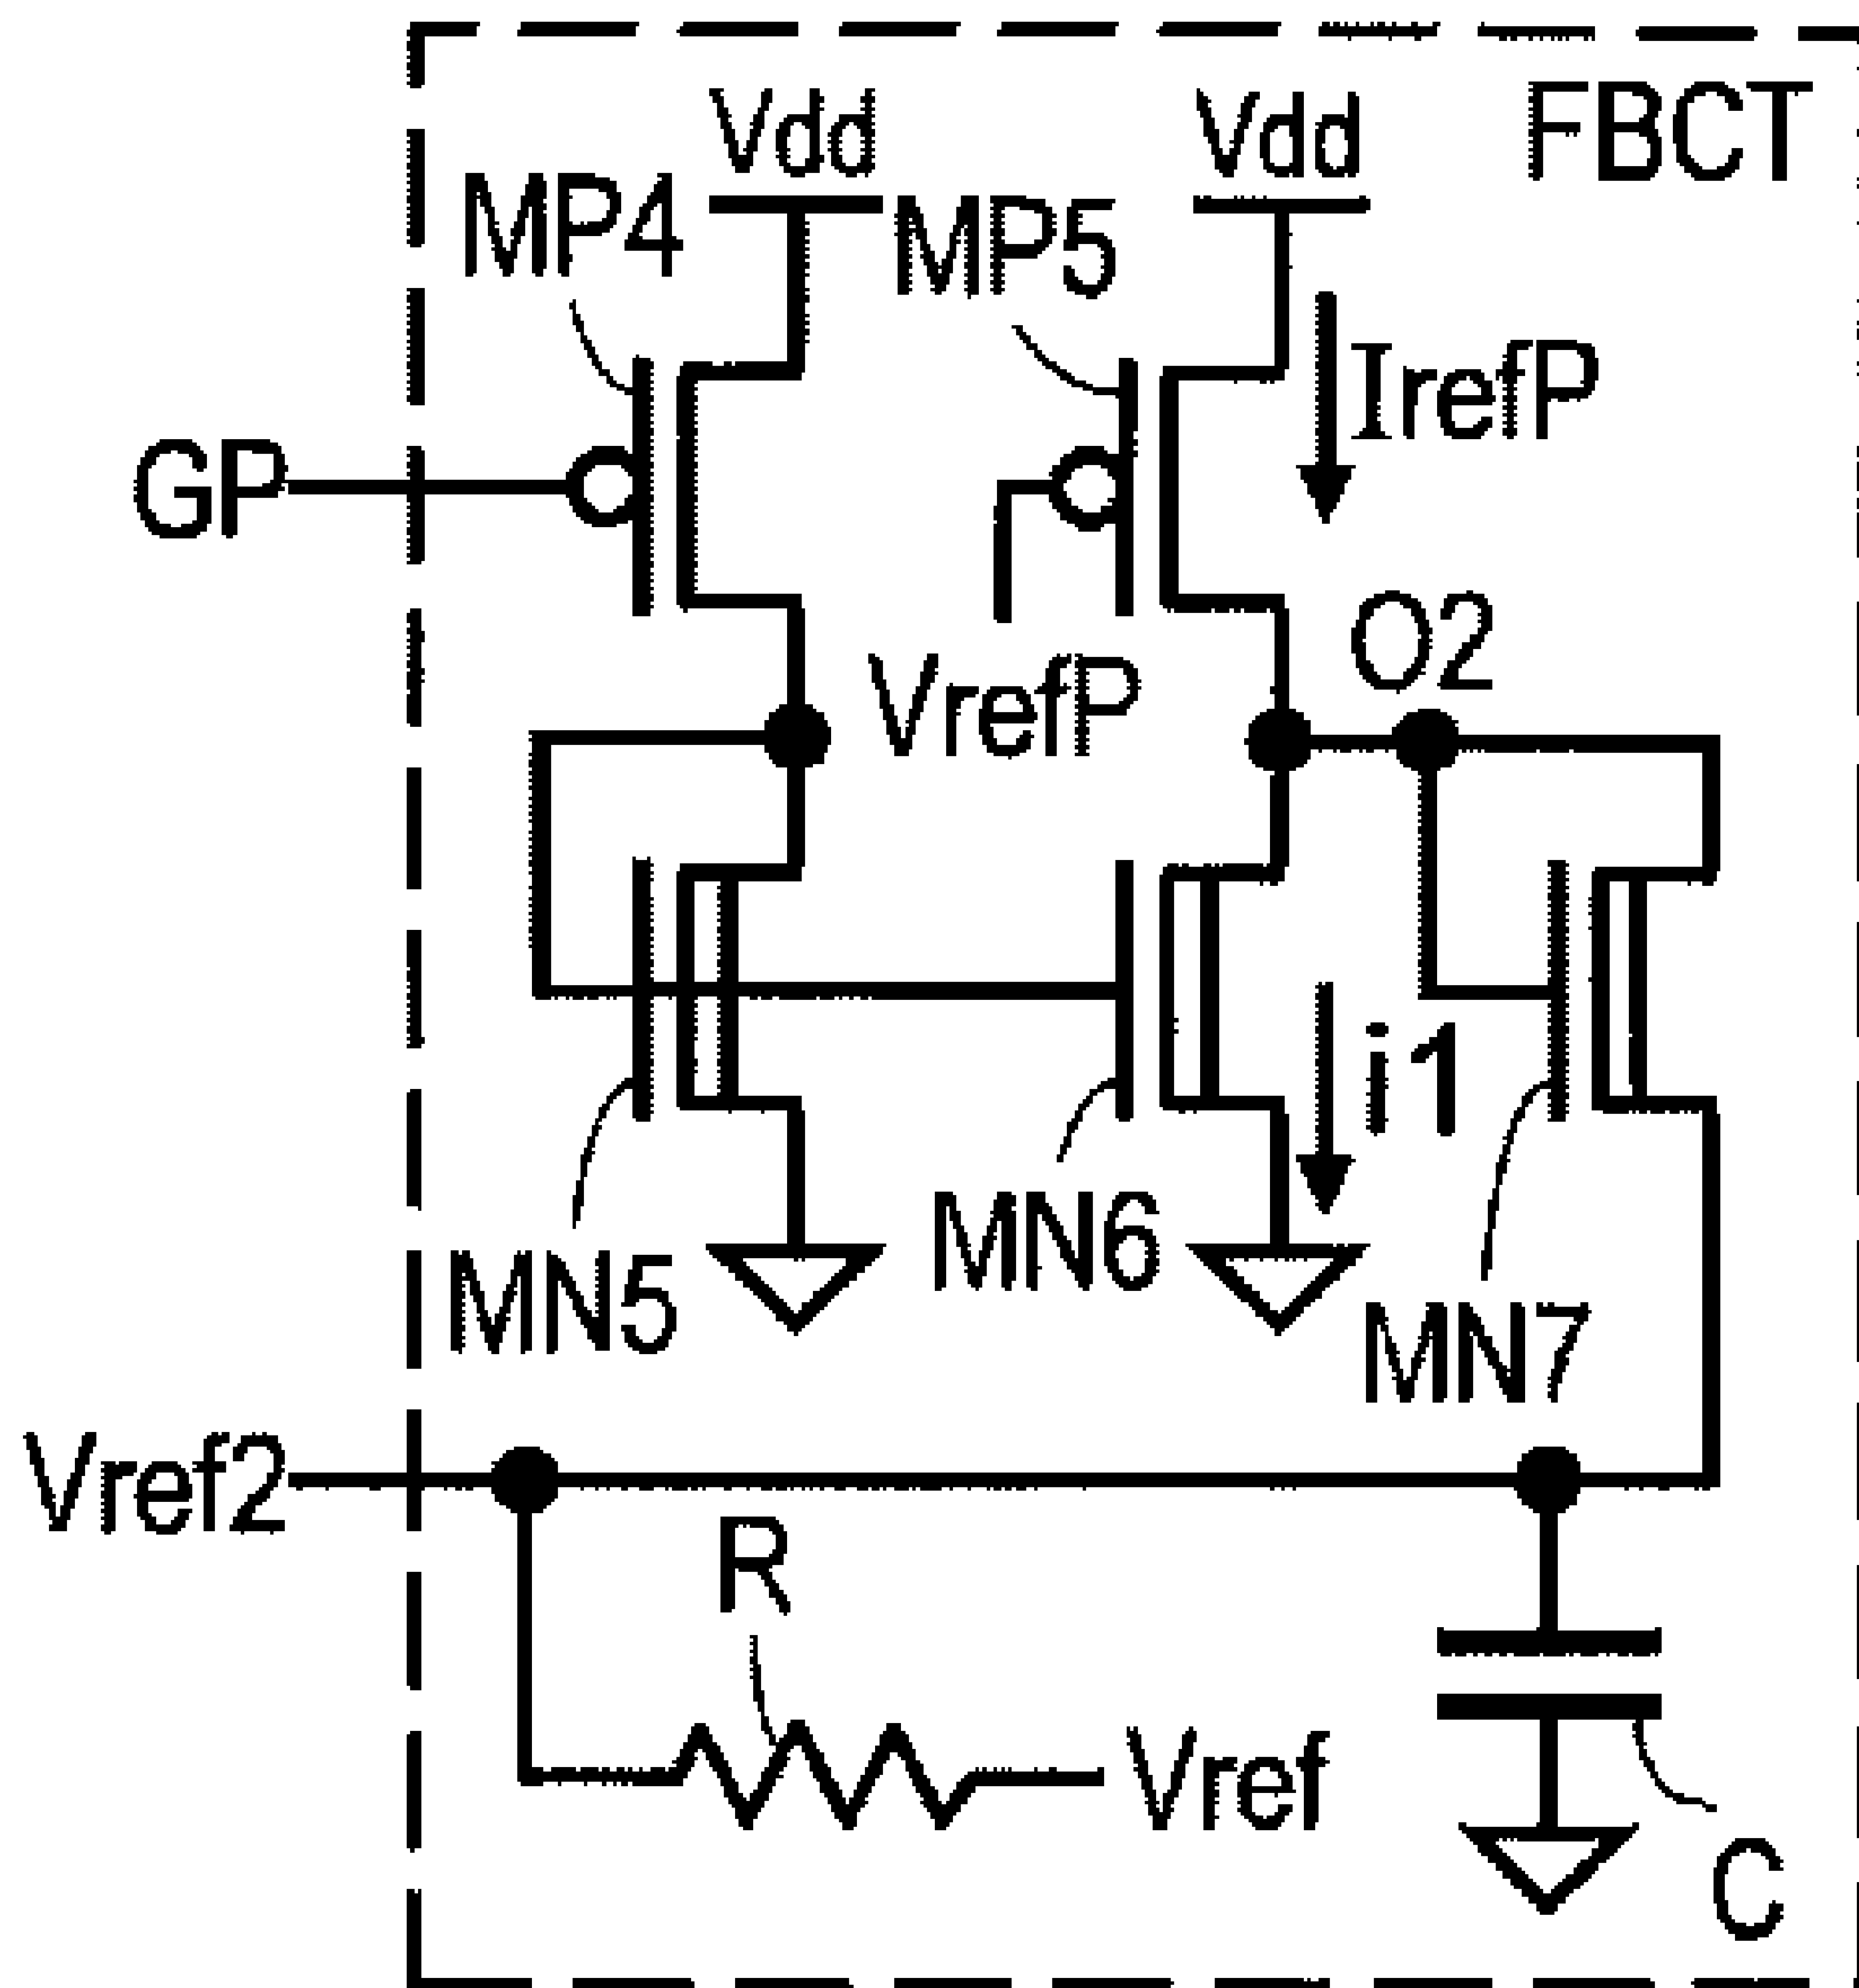 Vdd
Vdd
FBCT
MP4
MP5
IrefP
GP
O2
VrefP
i1
MN5
MN6
MN7
Vref2
R
Vref
C